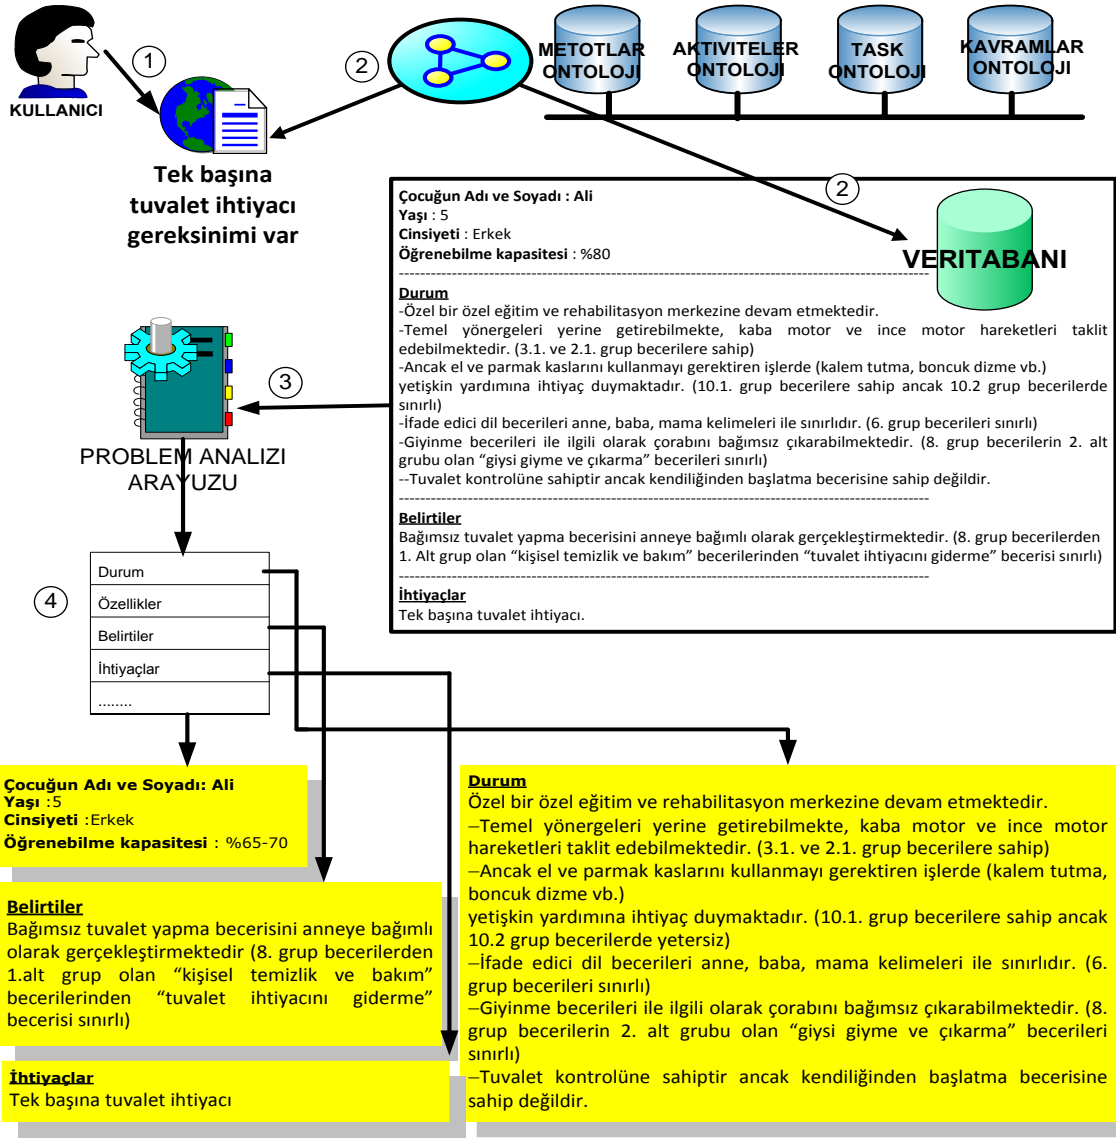 KULLANICI
1
2
METOTLAR
ONTOLOJI
AKTIVITELER
ONTOLOJI
TASK
ONTOLOJI
KAVRAMLAR
ONTOLOJI
Tek başına
tuvalet ihtiyacı
gereksinimi var
2
VERITABANI
Çocuğun Adı ve Soyadı : Ali
Yaşı : 5
Cinsiyeti : Erkek
Öğrenebilme kapasitesi : %80
Durum
-Özel bir özel eğitim ve rehabilitasyon merkezine devam etmektedir.
-Temel yönergeleri yerine getirebilmekte, kaba motor ve ince motor hareketleri taklit
edebilmektedir. (3.1. ve 2.1. grup becerilere sahip)
-Ancak el ve parmak kaslarını kullanmayı gerektiren işlerde (kalem tutma, boncuk dizme vb.)
yetişkin yardımına ihtiyaç duymaktadır. (10.1. grup becerilere sahip ancak 10.2 grup becerilerde
sınırlı)
-İfade edici dil becerileri anne, baba, mama kelimeleri ile sınırlıdır. (6. grup becerileri sınırlı)
-Giyinme becerileri ile ilgili olarak çorabını bağımsız çıkarabilmektedir. (8. grup becerilerin 2. alt
grubu olan “giysi giyme ve çıkarma” becerileri sınırlı)
--Tuvalet kontrolüne sahiptir ancak kendiliğinden başlatma becerisine sahip değildir.
Belirtiler
Bağımsız tuvalet yapma becerisini anneye bağımlı olarak gerçekleştirmektedir. (8. grup becerilerden
1. Alt grup olan “kişisel temizlik ve bakım” becerilerinden “tuvalet ihtiyacını giderme” becerisi sınırlı)
İhtiyaçlar
Tek başına tuvalet ihtiyacı.
3
PROBLEM ANALIZI
ARAYUZU
4
Durum
Özellikler
Belirtiler
İhtiyaçlar
........
Çocuğun Adı ve Soyadı: Ali
Yaşı :5
Cinsiyeti :Erkek
Öğrenebilme kapasitesi : %65-70
Belirtiler
Bağımsız tuvalet yapma becerisini anneye bağımlı
olarak gerçekleştirmektedir (8. grup becerilerden
1.alt grup olan “kişisel temizlik ve bakım”
becerilerinden “tuvalet ihtiyacını giderme”
becerisi sınırlı)
İhtiyaçlar
Tek başına tuvalet ihtiyacı
Durum
Özel bir özel eğitim ve rehabilitasyon merkezine devam etmektedir.
–Temel yönergeleri yerine getirebilmekte, kaba motor ve ince motor
hareketleri taklit edebilmektedir. (3.1. ve 2.1. grup becerilere sahip)
–Ancak el ve parmak kaslarını kullanmayı gerektiren işlerde (kalem tutma,
boncuk dizme vb.)
yetişkin yardımına ihtiyaç duymaktadır. (10.1. grup becerilere sahip ancak
10.2 grup becerilerde yetersiz)
–İfade edici dil becerileri anne, baba, mama kelimeleri ile sınırlıdır. (6.
grup becerileri sınırlı)
–Giyinme becerileri ile ilgili olarak çorabını bağımsız çıkarabilmektedir. (8.
grup becerilerin 2. alt grubu olan “giysi giyme ve çıkarma” becerileri
sınırlı)
–Tuvalet kontrolüne sahiptir ancak kendiliğinden başlatma becerisine
sahip değildir.